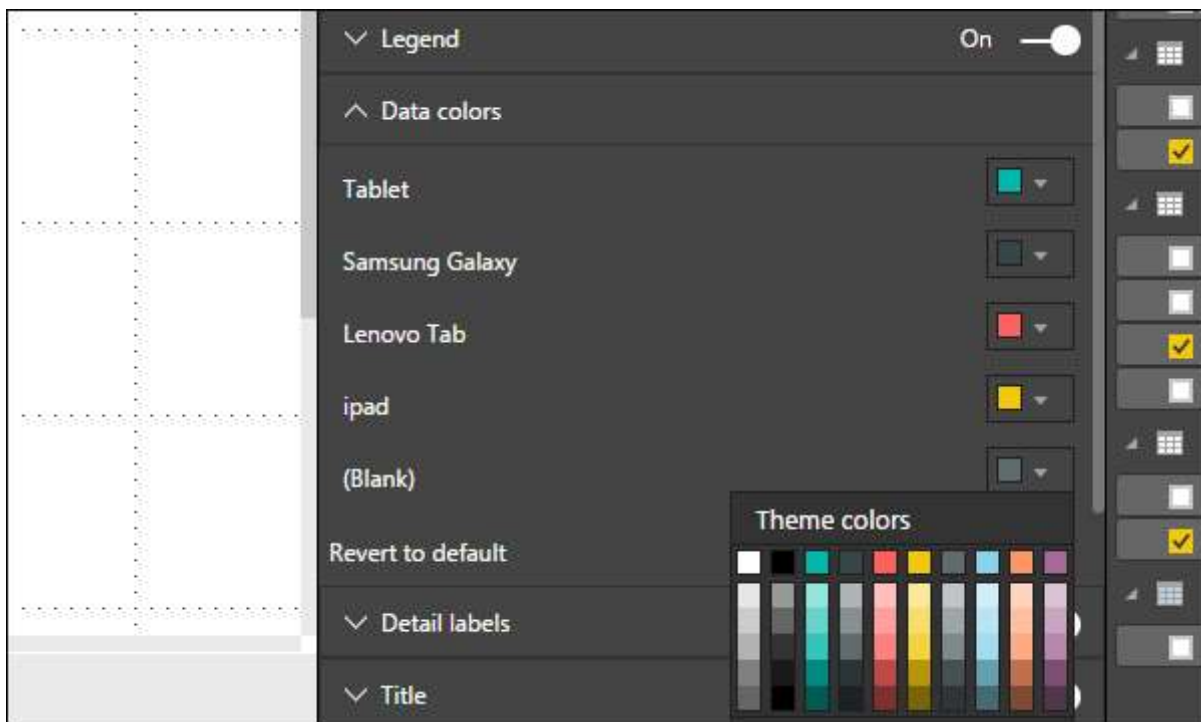 Legend On
Data colors
Tablet
Samsung Galaxy
Lenovo Tab
ipad
(Blank)
Theme colors
Revert to default
Detail labels
Title